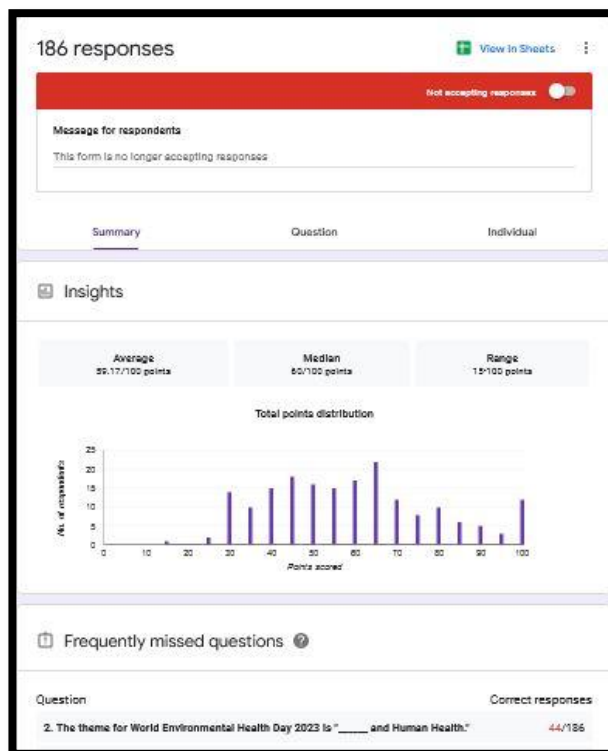 186 responses
View in Sheets
Not accepting responses
Message for respondents
This form is no longer accepting responses
Summary Question Individual
Insights
Average Median Range
59.17/100 points 60/100 points 15-100 points
Total points distribution
No. of respondents
25
20
15
10
5
0
0 10 20 30 40 50 60 70 80 90 100
Points scored
Frequently missed questions
Question Correct responses
2. The theme for World Environmental Health Day 2023 is "_____ and Human Health." 44/186